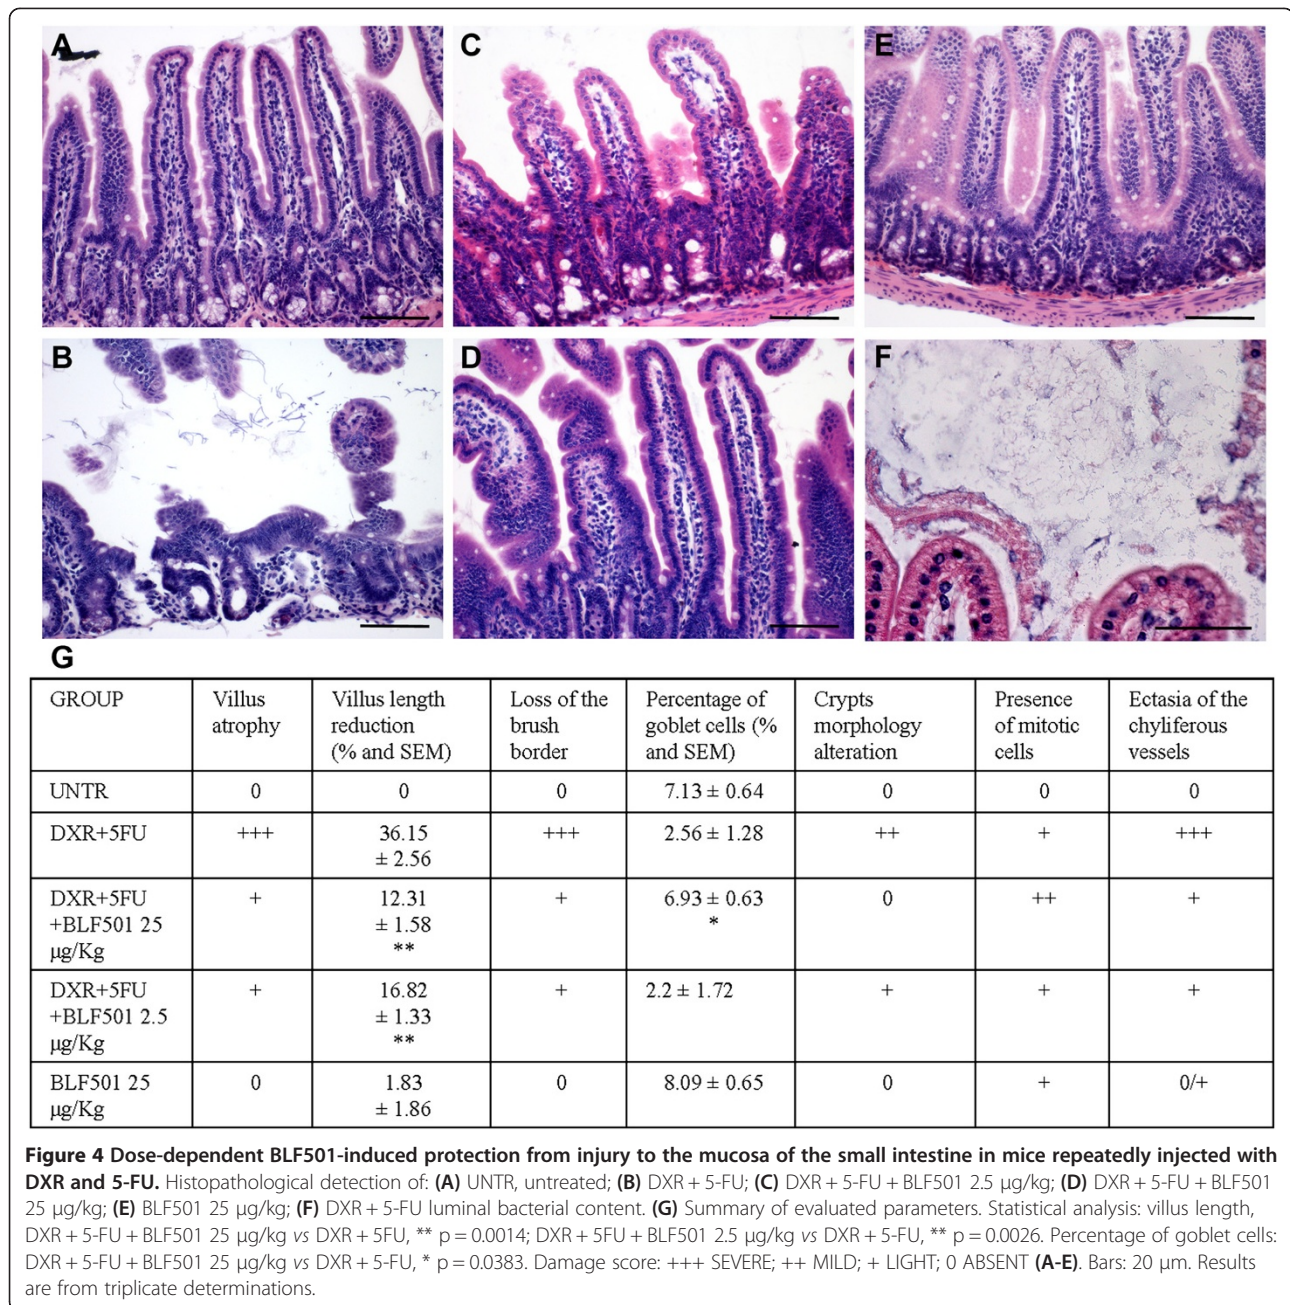 A
C
E
B
D
F
G
GROUP
Villus atrophy
Villus length reduction (% and SEM)
Loss of the brush border
Percentage of goblet cells (% and SEM)
Crypts morphology alteration
Presence of mitotic cells
Ectasia of the chyliferous vessels
UNTR 0 0 0 7.13 ± 0.64 0 0 0
DXR+5FU +++ 36.15 ± 2.56 +++ 2.56 ± 1.28 ++ + +++
DXR+5FU +BLF501 25 µg/Kg + 12.31 ± 1.58 ** + 6.93 ± 0.63 * 0 ++ +
DXR+5FU +BLF501 2.5 µg/Kg + 16.82 ± 1.33 ** + 2.2 ± 1.72 + + +
BLF501 25 µg/Kg 0 1.83 ± 1.86 0 8.09 ± 0.65 0 + 0/+
Figure 4 Dose-dependent BLF501-induced protection from injury to the mucosa of the small intestine in mice repeatedly injected with
DXR and 5-FU. Histopathological detection of: (A) UNTR, untreated; (B) DXR + 5-FU; (C) DXR + 5-FU + BLF501 2.5 µg/kg; (D) DXR + 5-FU + BLF501
25 µg/kg; (E) BLF501 25 µg/kg; (F) DXR + 5-FU luminal bacterial content. (G) Summary of evaluated parameters. Statistical analysis: villus length,
DXR + 5-FU + BLF501 25 µg/kg vs DXR + 5FU, ** p = 0.0014; DXR + 5FU + BLF501 2.5 µg/kg vs DXR + 5-FU, ** p = 0.0026. Percentage of goblet cells:
DXR + 5-FU + BLF501 25 µg/kg vs DXR + 5-FU, * p = 0.0383. Damage score: +++ SEVERE; ++ MILD; + LIGHT; 0 ABSENT (A-E). Bars: 20 µm. Results
are from triplicate determinations.